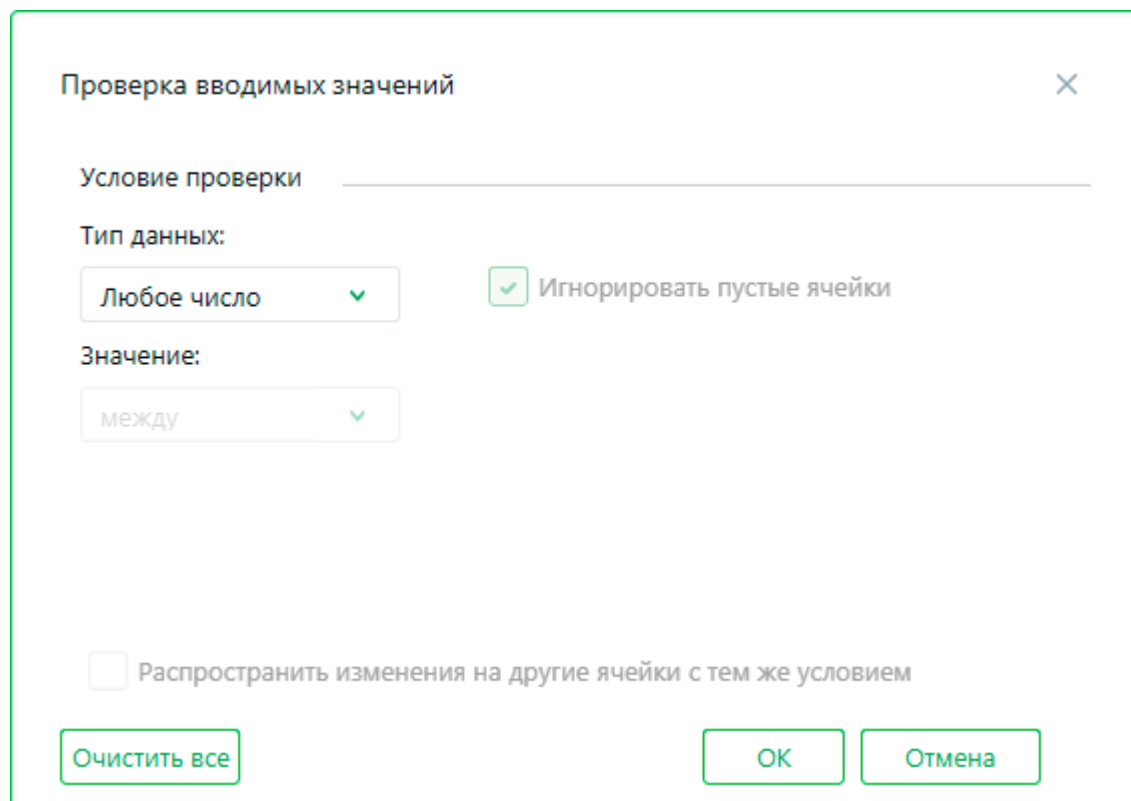 Проверка вводимых значений
Условие проверки
Тип данных:
Любое число
Игнорировать пустые ячейки
Значение:
между
Распространить изменения на другие ячейки с тем же условием
Очистить все
ОК
Отмена